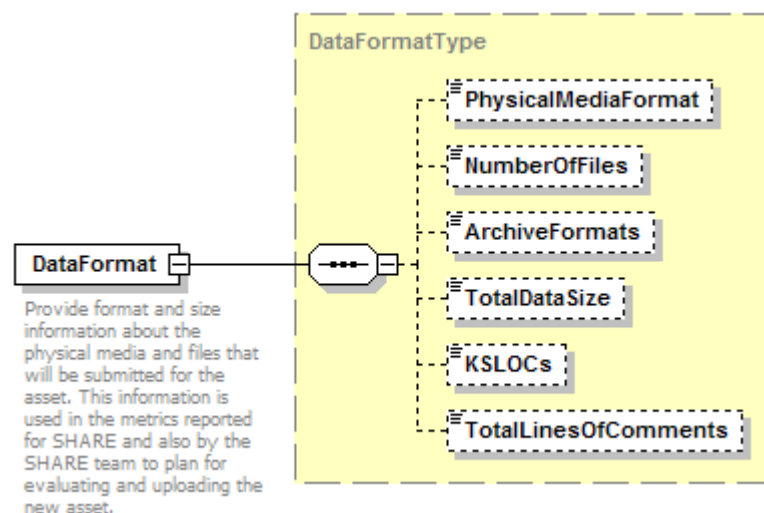 DataFormatType
PhysicalMediaFormat
NumberOfFiles
ArchiveFormats
DataFormat
TotalDataSize
KSLOCs
TotalLinesOfComments
Provide format and size
information about the
physical media and files that
will be submitted for the
asset. This information is
used in the metrics reported
for SHARE and also by the
SHARE team to plan for
evaluating and uploading the
new asset.